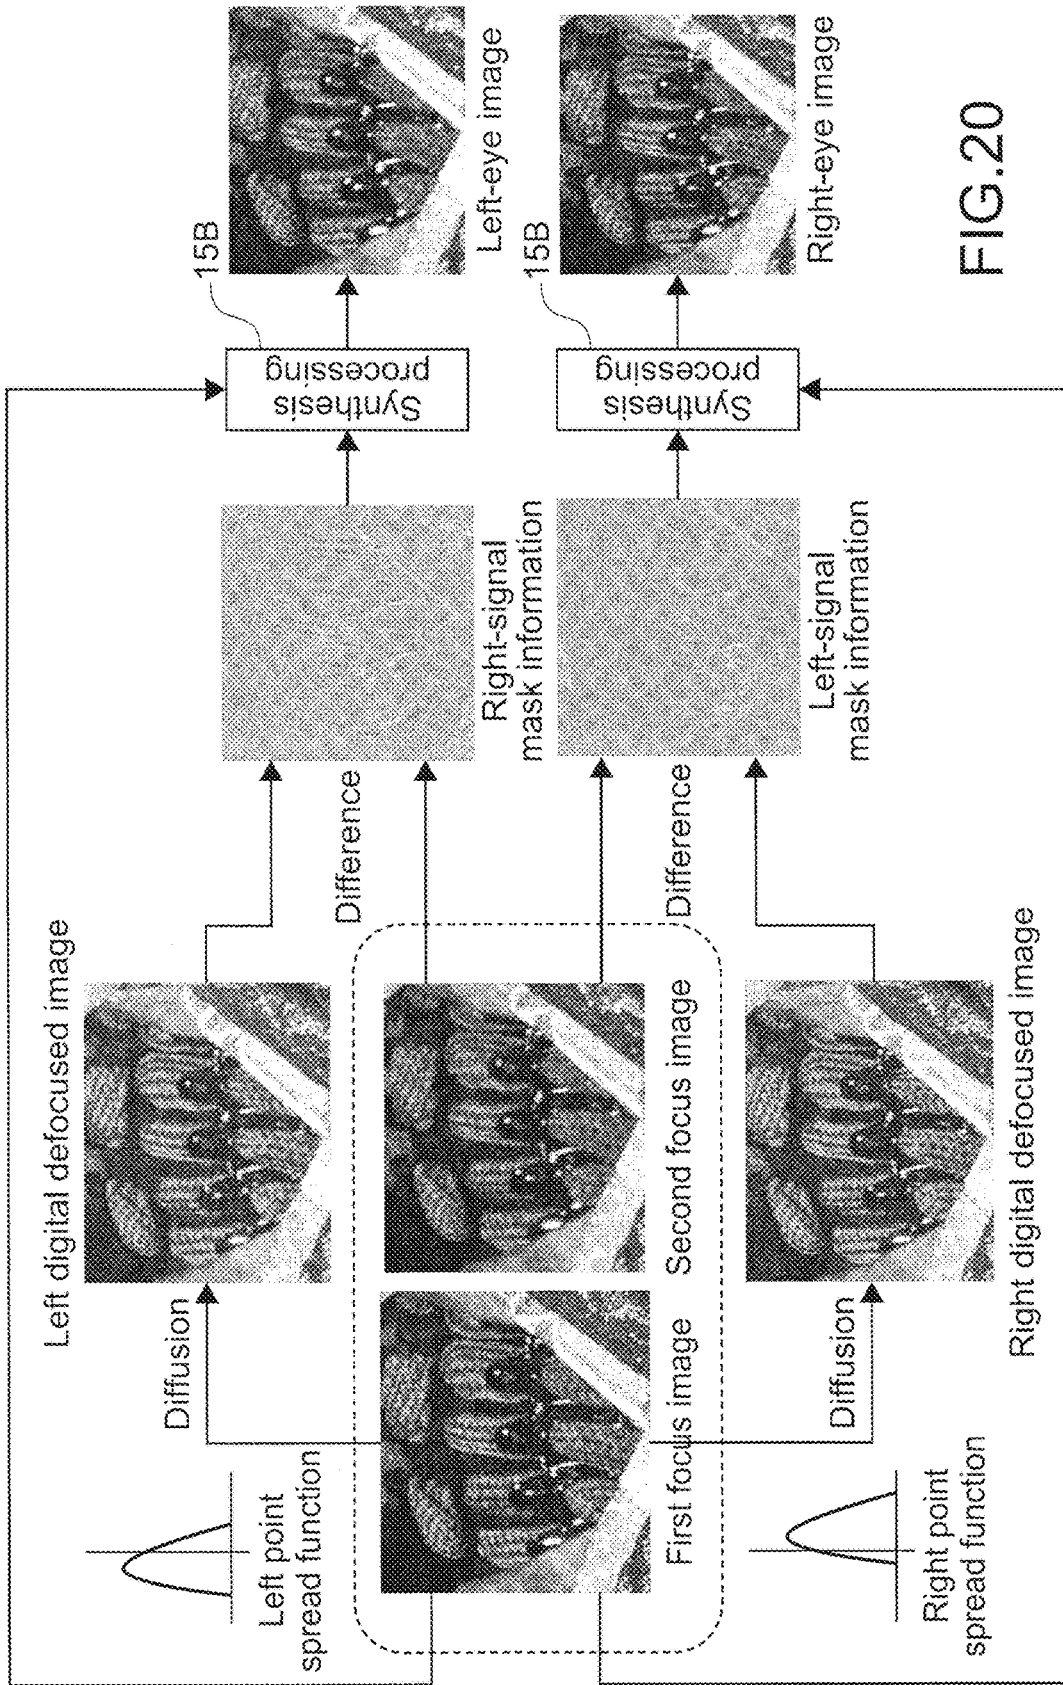 Left point
spread function
Diffusion
Left digital defocused image
Difference
Right-signal
mask information
Synthesis
processing
15B
Left-eye image
First focus image
Second focus image
Right point
spread function
Diffusion
Right digital defocused image
Difference
Left-signal
mask information
Synthesis
processing
15B
Right-eye image
FIG.20